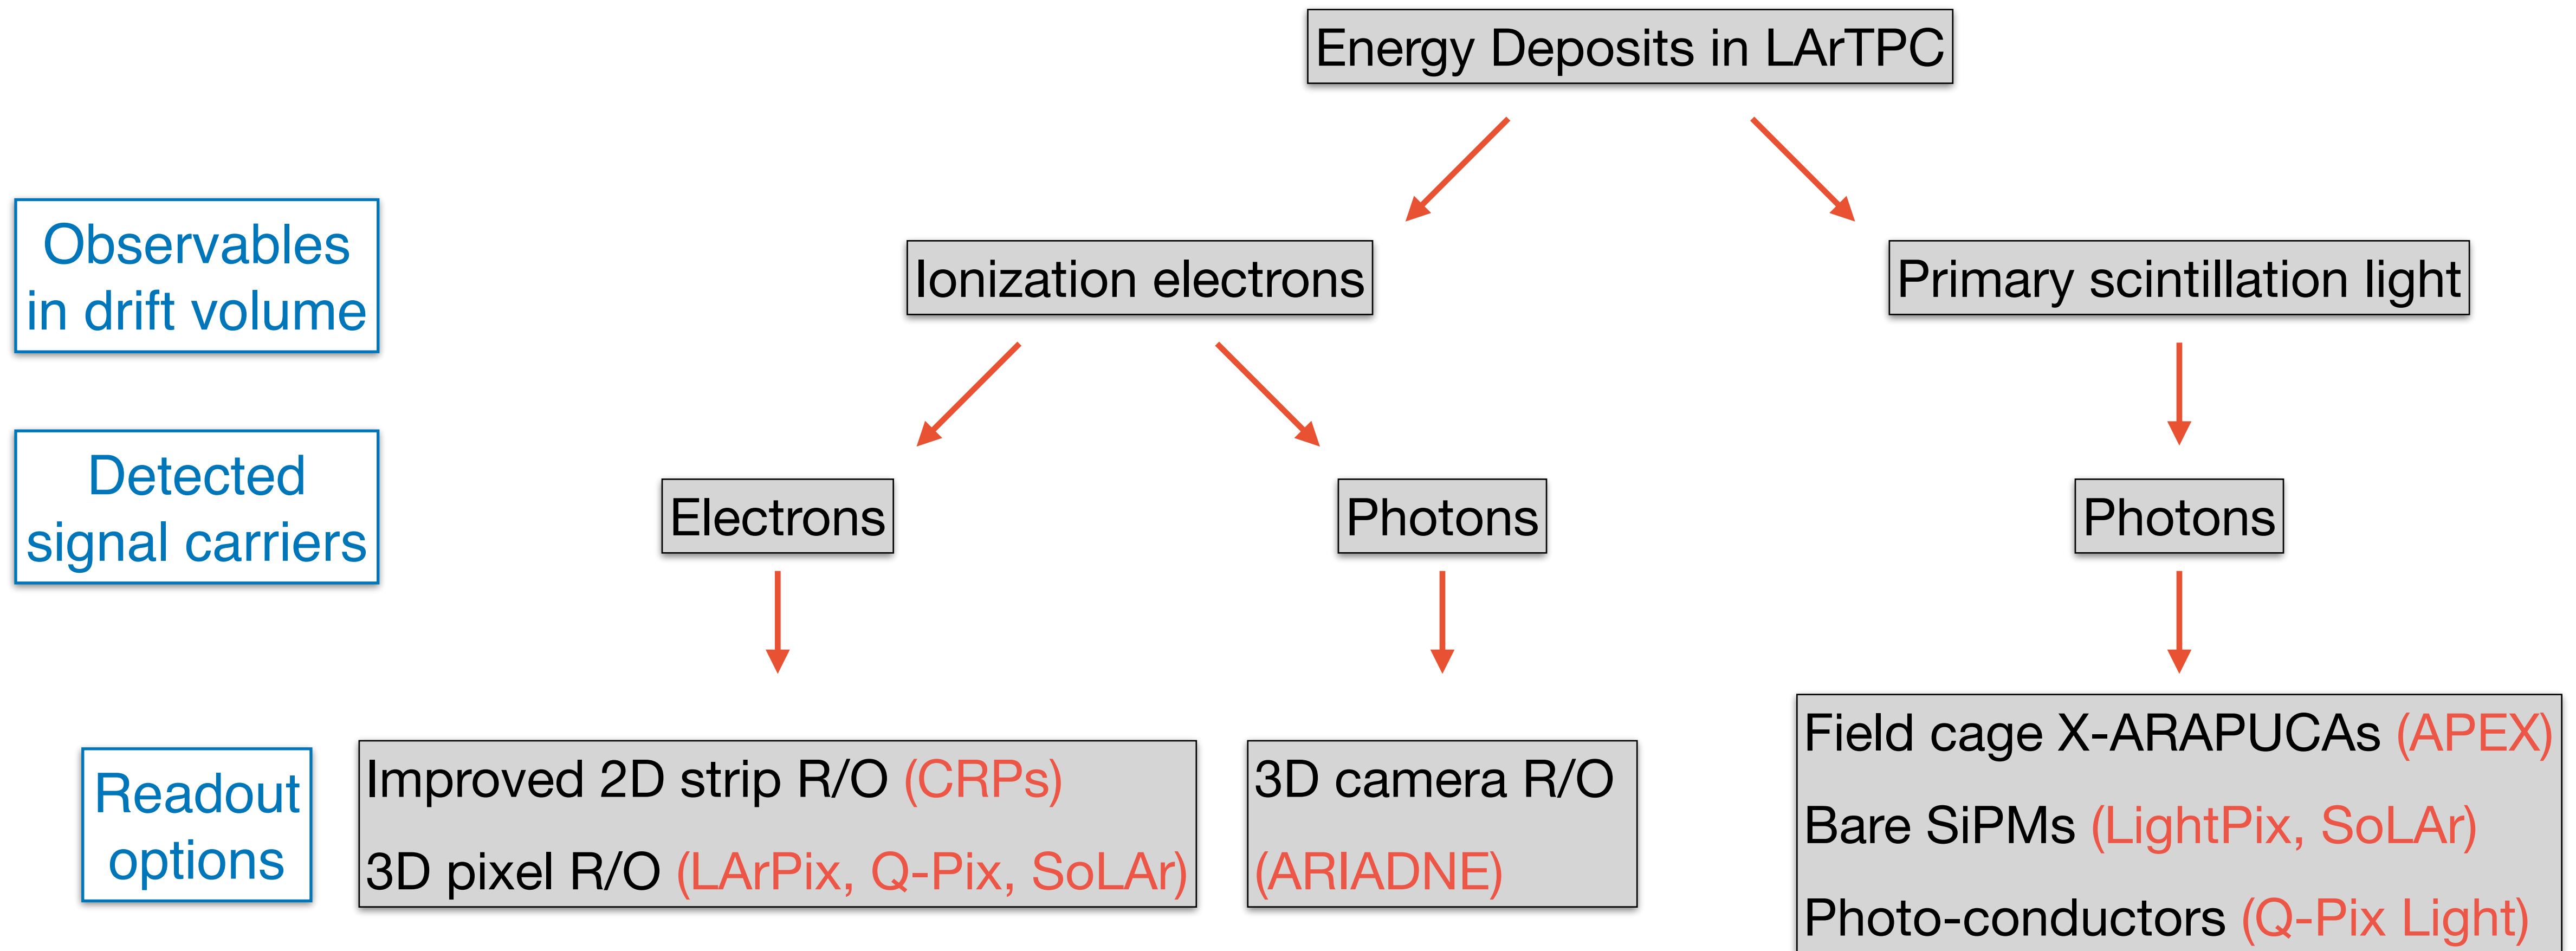 Energy Deposits in LArTPC
Observables
in drift volume
Ionization electrons
Primary scintillation light
Detected
signal carriers
Electrons
Photons
Photons
Readout
options
Improved 2D strip R/O (CRPs)
3D pixel R/O (LArPix, Q-Pix, SoLAr)
3D camera R/O
(ARIADNE)
Field cage X-ARAPUCAs (APEX)
Bare SiPMs (LightPix, SoLAr)
Photo-conductors (Q-Pix Light)